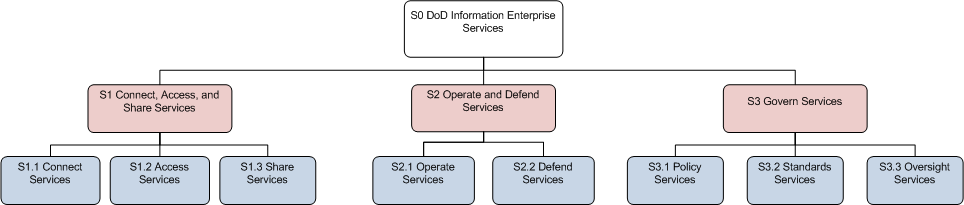 S0 DoD Information Enterprise
Services
S1 Connect, Access, and
Share Services
S2 Operate and Defend
Services
S3 Govern Services
S1.1 Connect
Services
S1.2 Access
Services
S1.3 Share
Services
S2.1 Operate
Services
S2.2 Defend
Services
S3.1 Policy
Services
S3.2 Standards
Services
S3.3 Oversight
Services